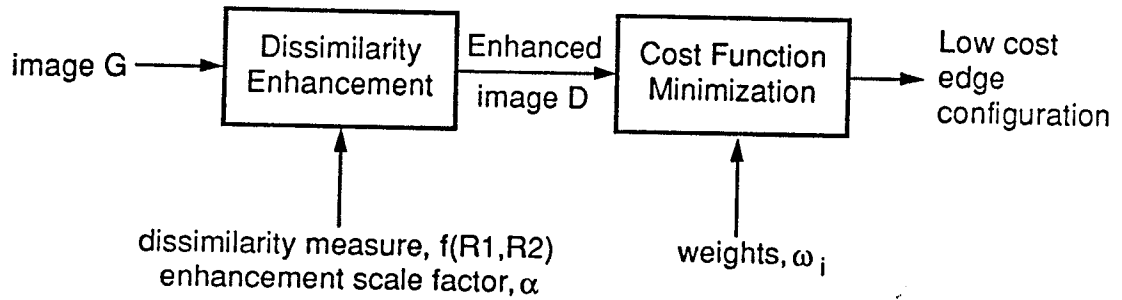 image G
Dissimilarity
Enhancement
Enhanced
image D
Cost Function
Minimization
Low cost
edge
configuration
dissimilarity measure, f(R1,R2)
enhancement scale factor, α
weights, ω i